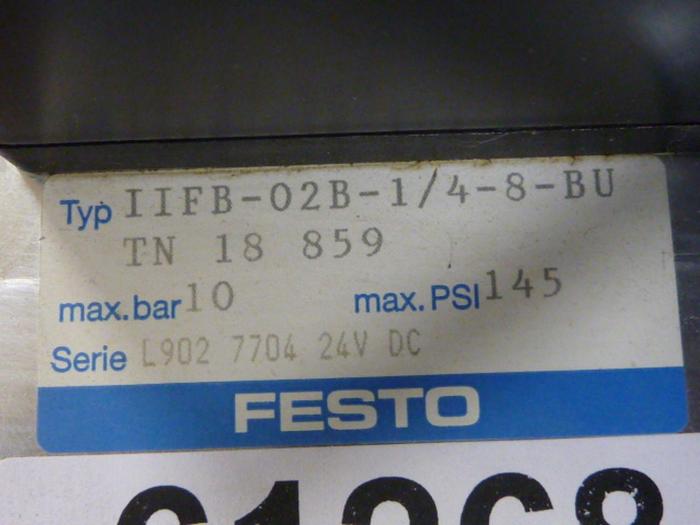 Typ IIFB-02B-1/4-8-BU
TN 18 859
max.bar 10 max.PSI 145
Serie L902 7704 24V DC
FESTO